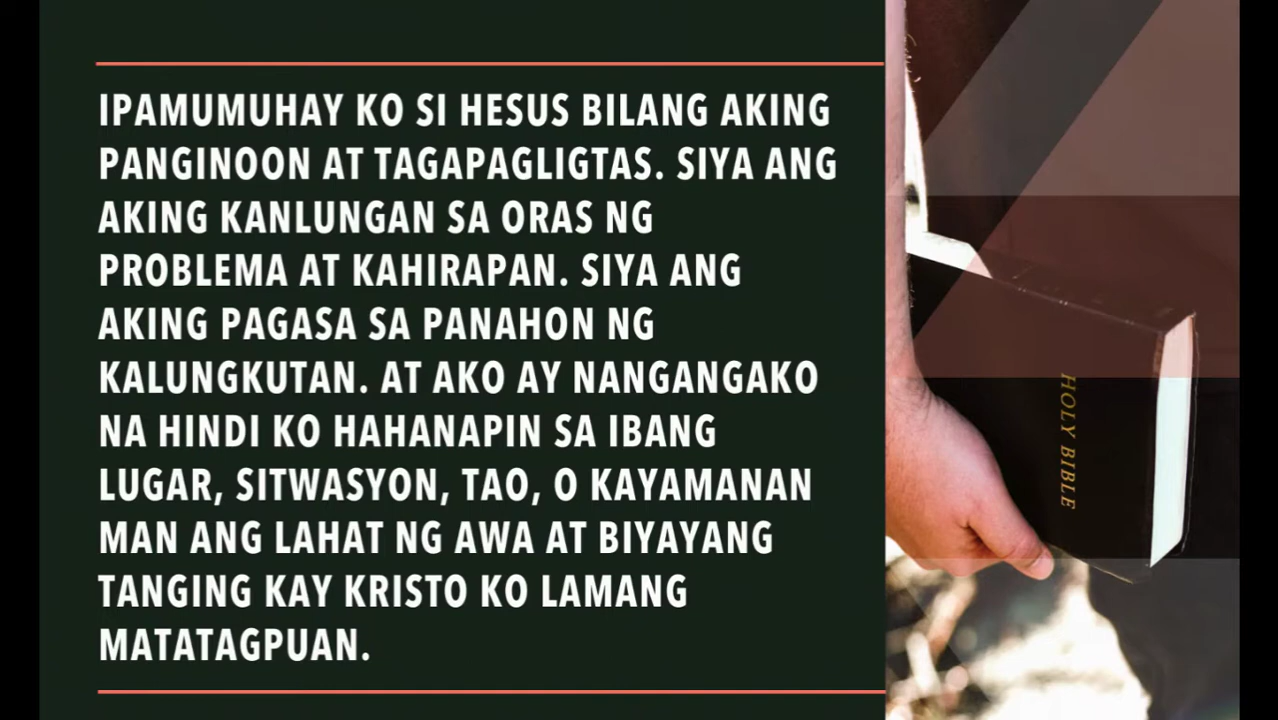 IPAMUMUHAY KO SI HESUS BILANG AKING
PANGINOON AT TAGAPAGLIGTAS. SIYA ANG
AKING KANLUNGAN SA ORAS NG
PROBLEMA AT KAHIRAPAN. SIYA ANG
AKING PAGASA SA PANAHON NG
KALUNGKUTAN. AT AKO AY NANGANGAKO
NA HINDI KO HAHANAPIN SA IBANG
LUGAR, SITWASYON, TAO, O KAYAMANAN
MAN ANG LAHAT NG AWA AT BIYAYANG
TANGING KAY KRISTO KO LAMANG
MATATAGPUAN.
HOLY BIBLE